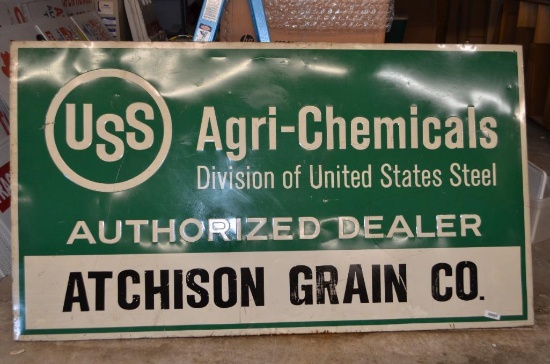 USS
Agri-Chemicals
Division of United States Steel
AUTHORIZED DEALER
ATCHISON GRAIN CO.